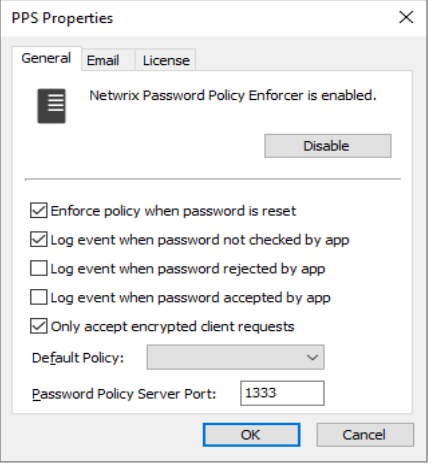 PPS Properties
General Email License
Netwrix Password Policy Enforcer is enabled.
Disable
Enforce policy when password is reset
Log event when password not checked by app
Log event when password rejected by app
Log event when password accepted by app
Only accept encrypted client requests
Default Policy:
Password Policy Server Port: 1333
OK Cancel